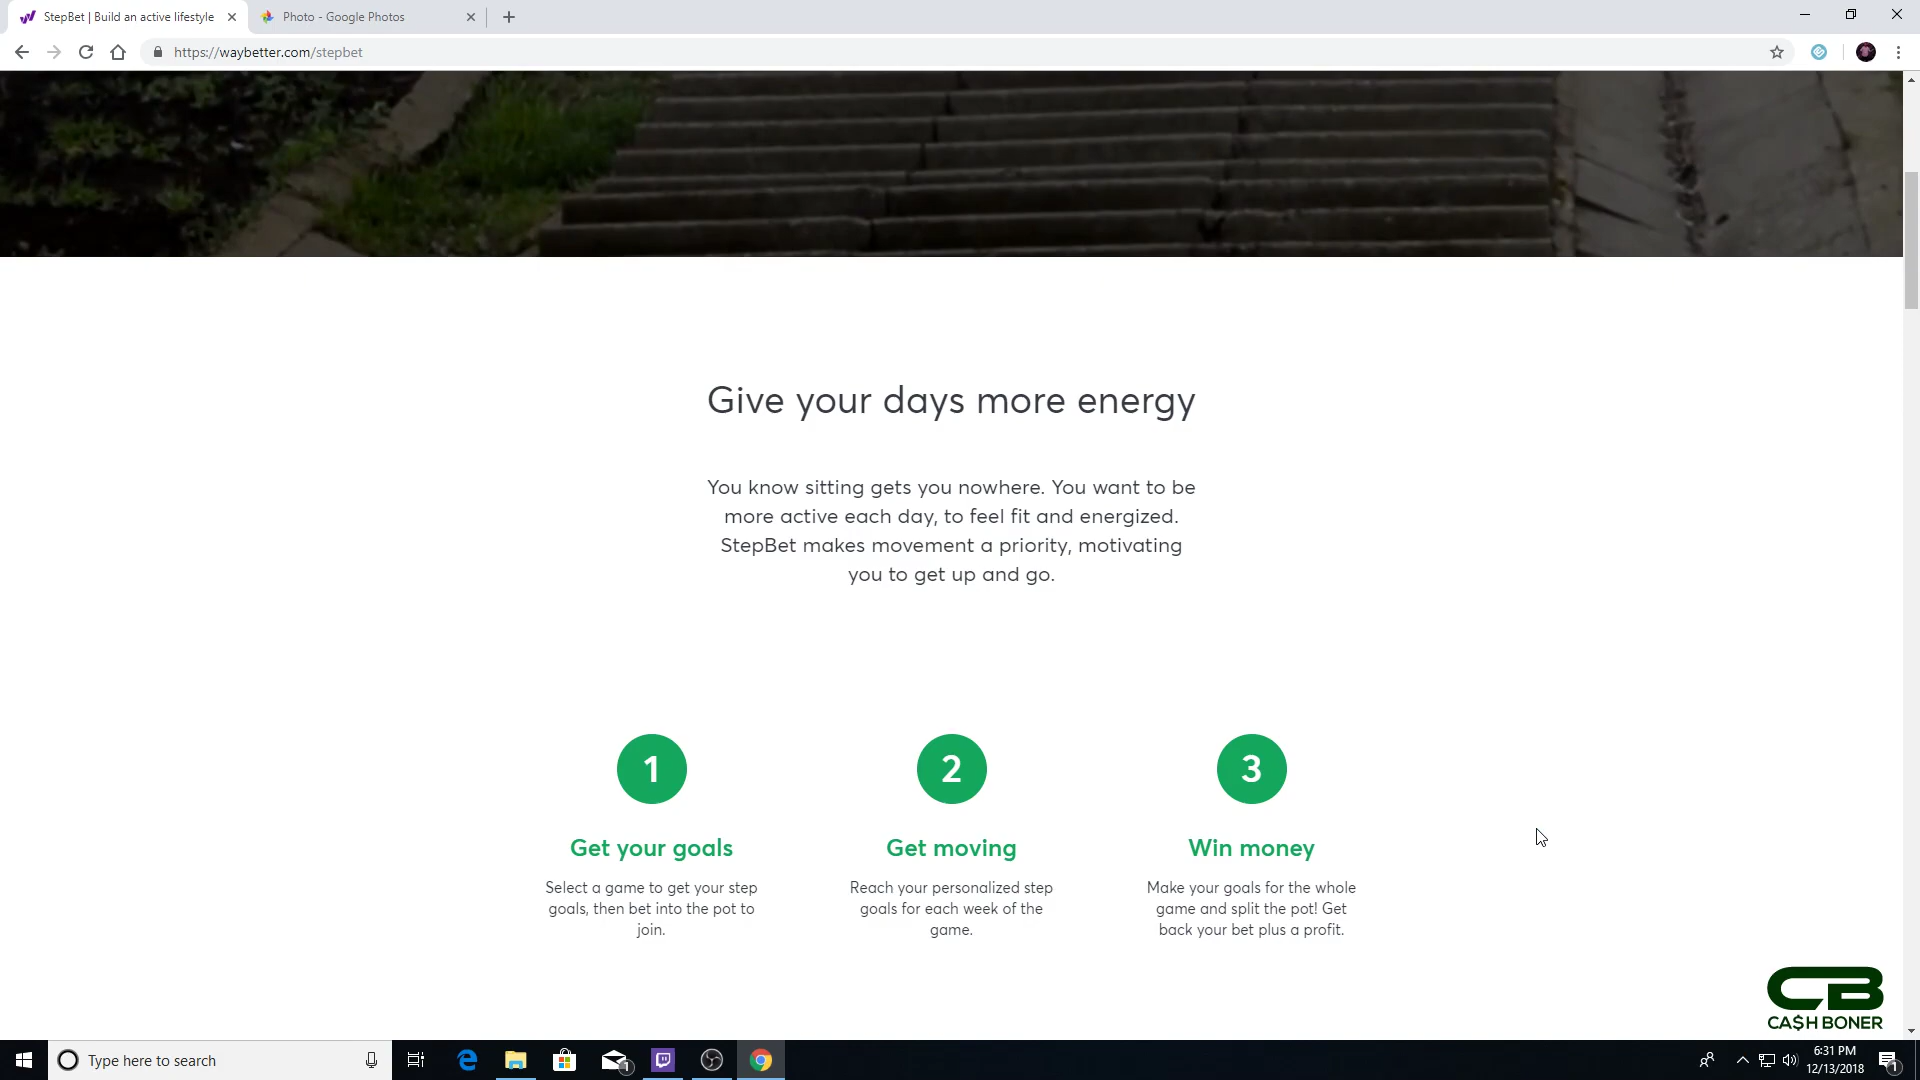 StepBet | Build an active lifestyle
Photo - Google Photos
https://waybetter.com/stepbet
Give your days more energy
You know sitting gets you nowhere. You want to be
more active each day, to feel fit and energized.
StepBet makes movement a priority, motivating
you to get up and go.
1
Get your goals
Select a game to get your step
goals, then bet into the pot to
join.
2
Get moving
Reach your personalized step
goals for each week of the
game.
3
Win money
Make your goals for the whole
game and split the pot! Get
back your bet plus a profit.
CB
CA$H BONER
Type here to search
1
6:31 PM
12/13/2018
1